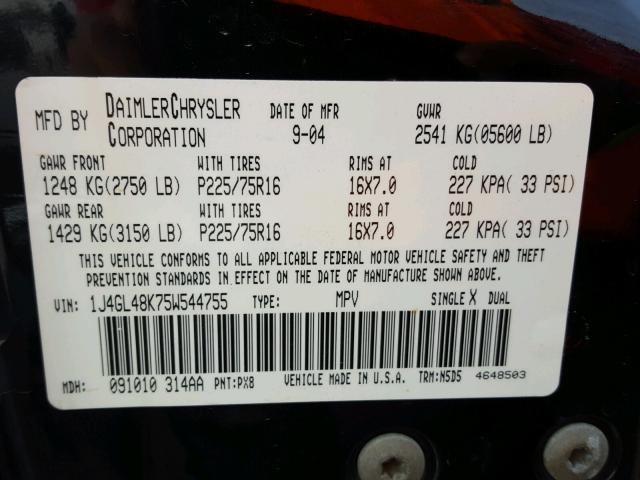 MFD BY DAIMLERCHRYSLER CORPORATION DATE OF MFR 9-04 GVWR 2541 KG(05600 LB)
GAWR FRONT WITH TIRES RIMS AT COLD
1248 KG(2750 LB) P225/75R16 16X7.0 227 KPA( 33 PSI)
GAWR REAR WITH TIRES RIMS AT COLD
1429 KG(3150 LB) P225/75R16 16X7.0 227 KPA( 33 PSI)
THIS VEHICLE CONFORMS TO ALL APPLICABLE FEDERAL MOTOR VEHICLE SAFETY AND THEFT
PREVENTION STANDARDS IN EFFECT ON THE DATE OF MANUFACTURE SHOWN ABOVE.
VIN: 1J4GL48K75W544755 TYPE: MPV SINGLE X DUAL
MDH: 091010 314AA PNT:PX8 VEHICLE MADE IN U.S.A. TRM:N5D5 4648503